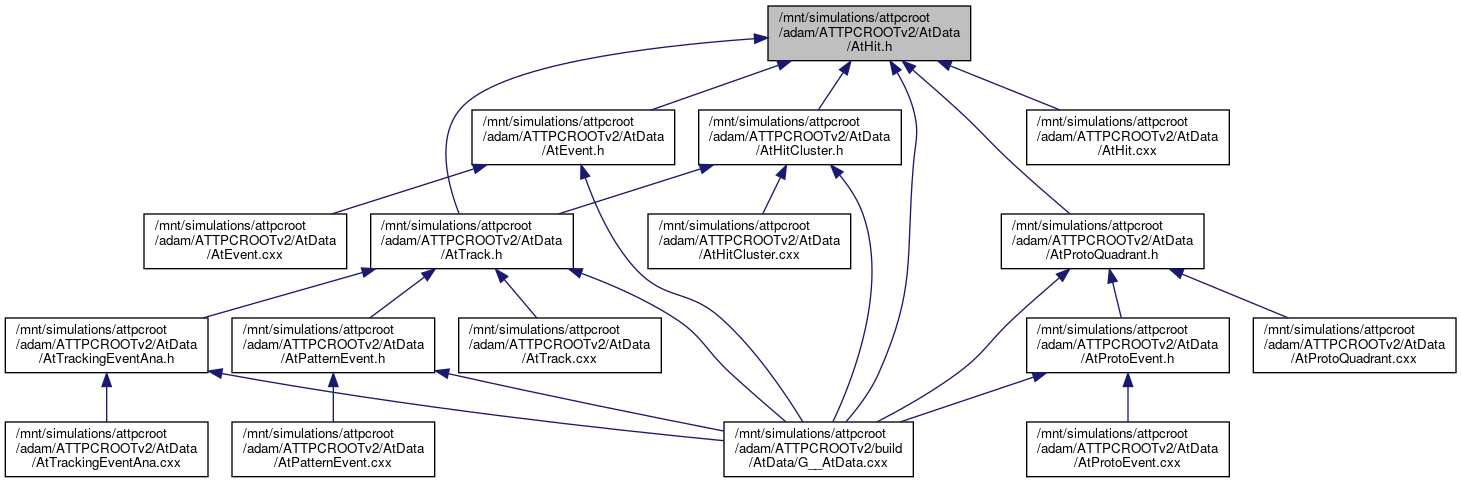 /mnt/simulations/attpcroot
/adam/ATTPCROOTv2/AtData
/AtHit.h
/mnt/simulations/attpcroot
/adam/ATTPCROOTv2/AtData
/AtEvent.h
/mnt/simulations/attpcroot
/adam/ATTPCROOTv2/AtData
/AtHitCluster.h
/mnt/simulations/attpcroot
/adam/ATTPCROOTv2/AtData
/AtHit.cxx
/mnt/simulations/attpcroot
/adam/ATTPCROOTv2/AtData
/AtEvent.cxx
/mnt/simulations/attpcroot
/adam/ATTPCROOTv2/AtData
/AtTrack.h
/mnt/simulations/attpcroot
/adam/ATTPCROOTv2/AtData
/AtHitCluster.cxx
/mnt/simulations/attpcroot
/adam/ATTPCROOTv2/AtData
/AtProtoQuadrant.h
/mnt/simulations/attpcroot
/adam/ATTPCROOTv2/AtData
/AtTrackingEventAna.h
/mnt/simulations/attpcroot
/adam/ATTPCROOTv2/AtData
/AtPatternEvent.h
/mnt/simulations/attpcroot
/adam/ATTPCROOTv2/AtData
/AtTrack.cxx
/mnt/simulations/attpcroot
/adam/ATTPCROOTv2/AtData
/AtProtoEvent.h
/mnt/simulations/attpcroot
/adam/ATTPCROOTv2/AtData
/AtProtoQuadrant.cxx
/mnt/simulations/attpcroot
/adam/ATTPCROOTv2/AtData
/AtTrackingEventAna.cxx
/mnt/simulations/attpcroot
/adam/ATTPCROOTv2/AtData
/AtPatternEvent.cxx
/mnt/simulations/attpcroot
/adam/ATTPCROOTv2/build
/AtData/G__AtData.cxx
/mnt/simulations/attpcroot
/adam/ATTPCROOTv2/AtData
/AtProtoEvent.cxx